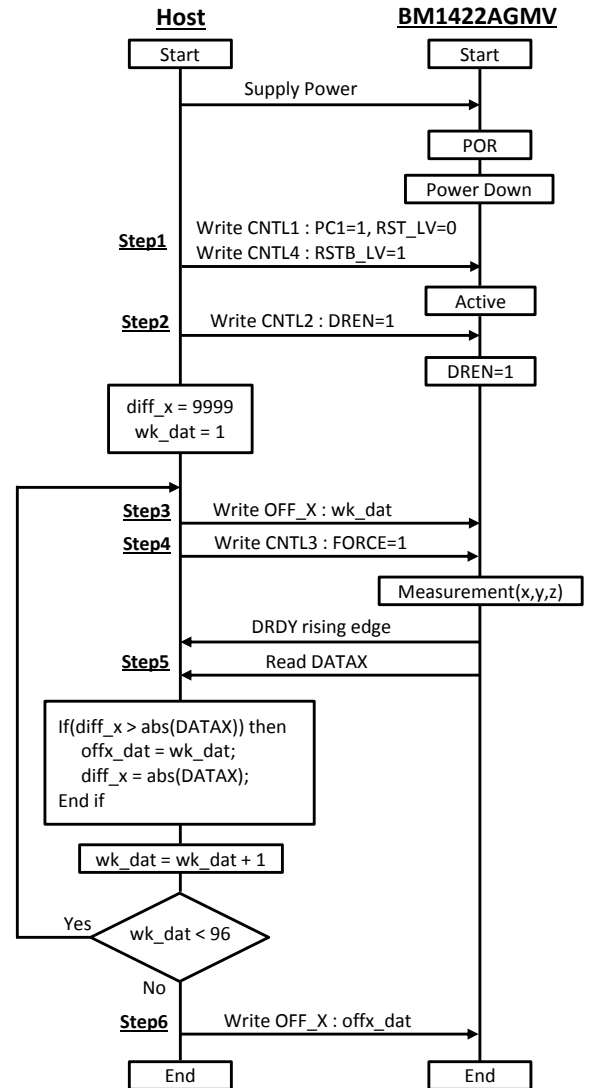 Host
BM1422AGMV
Start
Start
Supply Power
POR
Power Down
Write CNTL1 : PC1=1, RST_LV=0
Step1
Write CNTL4 : RSTB_LV=1
Active
Step2
Write CNTL2 : DREN=1
DREN=1
diff_x = 9999
wk_dat = 1
Step3
Write OFF_X : wk_dat
Step4
Write CNTL3 : FORCE=1
Measurement(x,y,z)
DRDY rising edge
Step5
Read DATAX
If(diff_x > abs(DATAX)) then
offx_dat = wk_dat;
diff_x = abs(DATAX);
End if
wk_dat = wk_dat + 1
Yes
wk_dat < 96
No
Step6
Write OFF_X : offx_dat
End
End